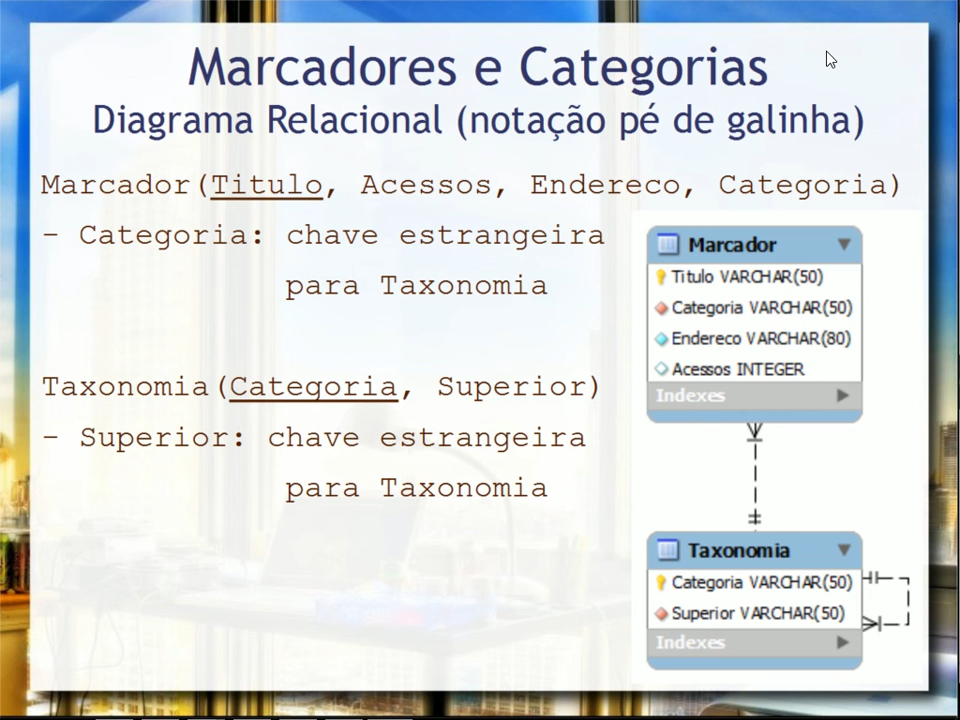 Marcadores e Categorias
Diagrama Relacional (notação pé de galinha)
Marcador(Titulo, Acessos, Endereco, Categoria)
- Categoria: chave estrangeira
para Taxonomia
Taxonomia(Categoria, Superior)
- Superior: chave estrangeira
para Taxonomia
Marcador
Titulo VARCHAR(50)
Categoria VARCHAR(50)
Endereco VARCHAR(80)
Acessos INTEGER
Indexes
Taxonomia
Categoria VARCHAR(50)
Superior VARCHAR(50)
Indexes